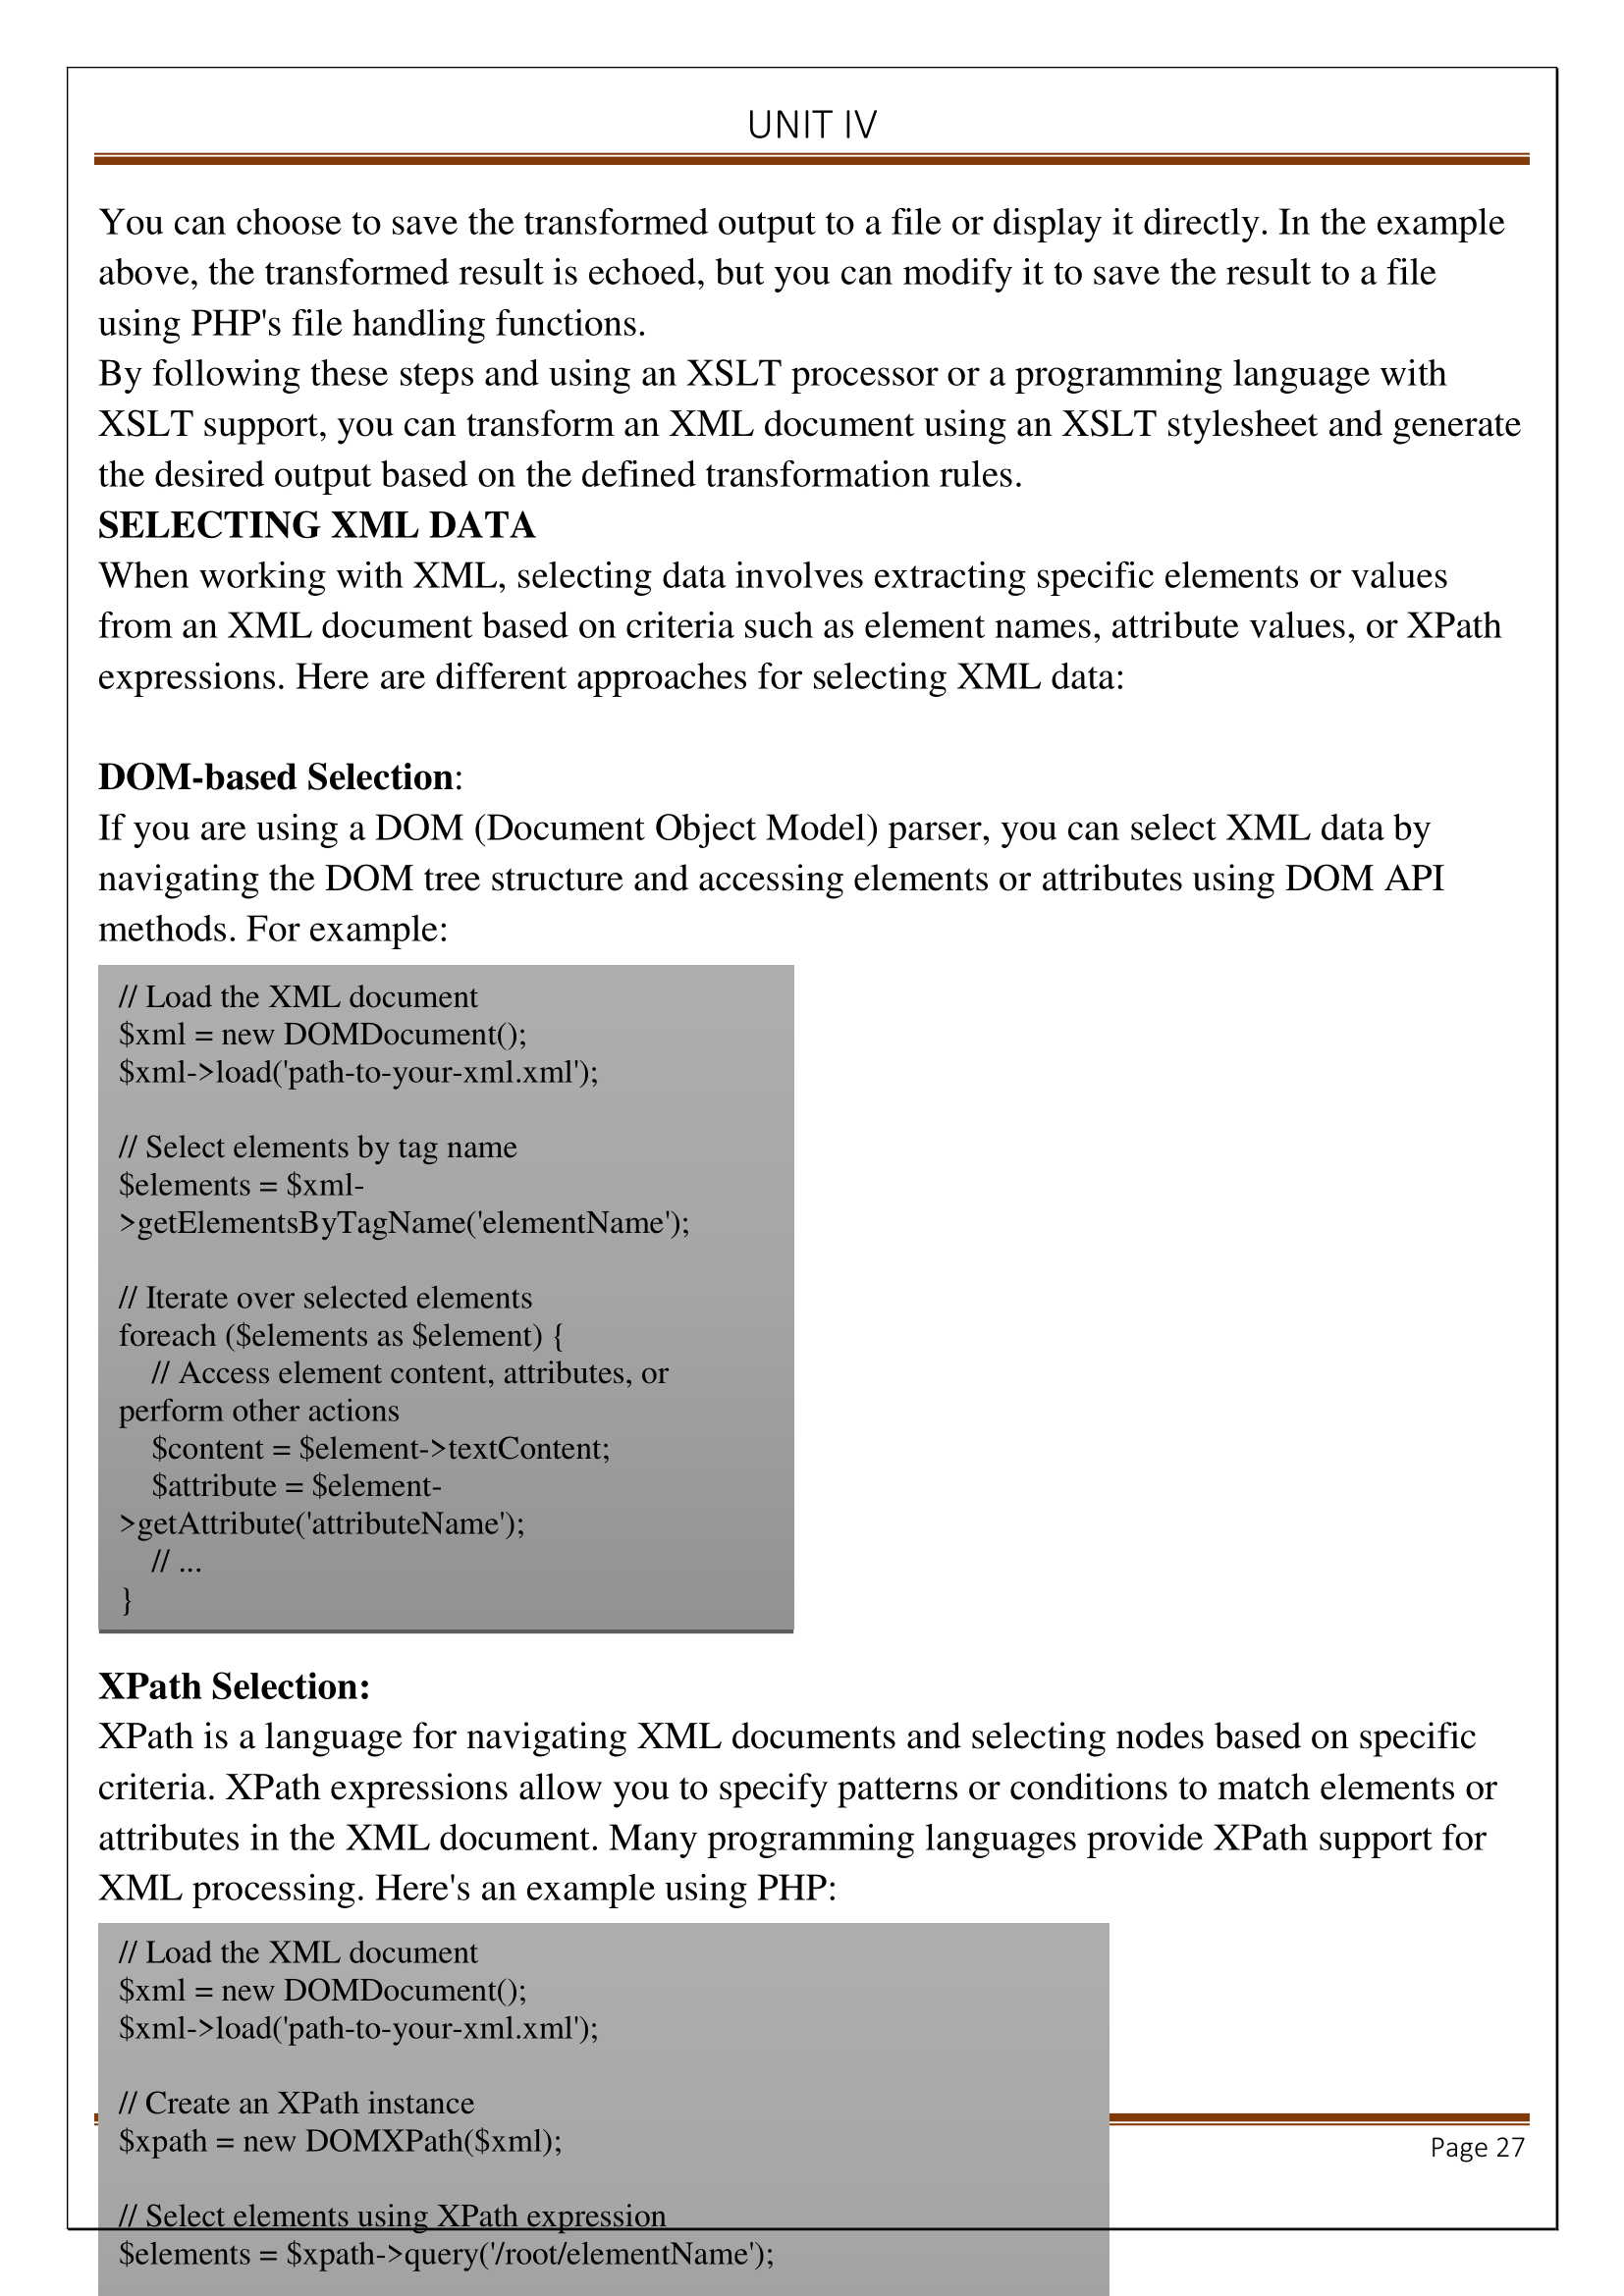 UNIT IV
You can choose to save the transformed output to a file or display it directly. In the example
above, the transformed result is echoed, but you can modify it to save the result to a file
using PHP's file handling functions.
By following these steps and using an XSLT processor or a programming language with
XSLT support, you can transform an XML document using an XSLT stylesheet and generate
the desired output based on the defined transformation rules.
SELECTING XML DATA
When working with XML, selecting data involves extracting specific elements or values
from an XML document based on criteria such as element names, attribute values, or XPath
expressions. Here are different approaches for selecting XML data:
DOM-based Selection:
If you are using a DOM (Document Object Model) parser, you can select XML data by
navigating the DOM tree structure and accessing elements or attributes using DOM API
methods. For example:
// Load the XML document
$xml = new DOMDocument();
$xml->load('path-to-your-xml.xml');
// Select elements by tag name
$elements = $xml-
>getElementsByTagName('elementName');
// Iterate over selected elements
foreach ($elements as $element) {
// Access element content, attributes, or
perform other actions
$content = $element->textContent;
$attribute = $element-
>getAttribute('attributeName');
// ...
}
XPath Selection:
XPath is a language for navigating XML documents and selecting nodes based on specific
criteria. XPath expressions allow you to specify patterns or conditions to match elements or
attributes in the XML document. Many programming languages provide XPath support for
XML processing. Here's an example using PHP:
// Load the XML document
$xml = new DOMDocument();
$xml->load('path-to-your-xml.xml');
// Create an XPath instance
$xpath = new DOMXPath($xml);
Page 27
// Select elements using XPath expression
$elements = $xpath->query('/root/elementName');